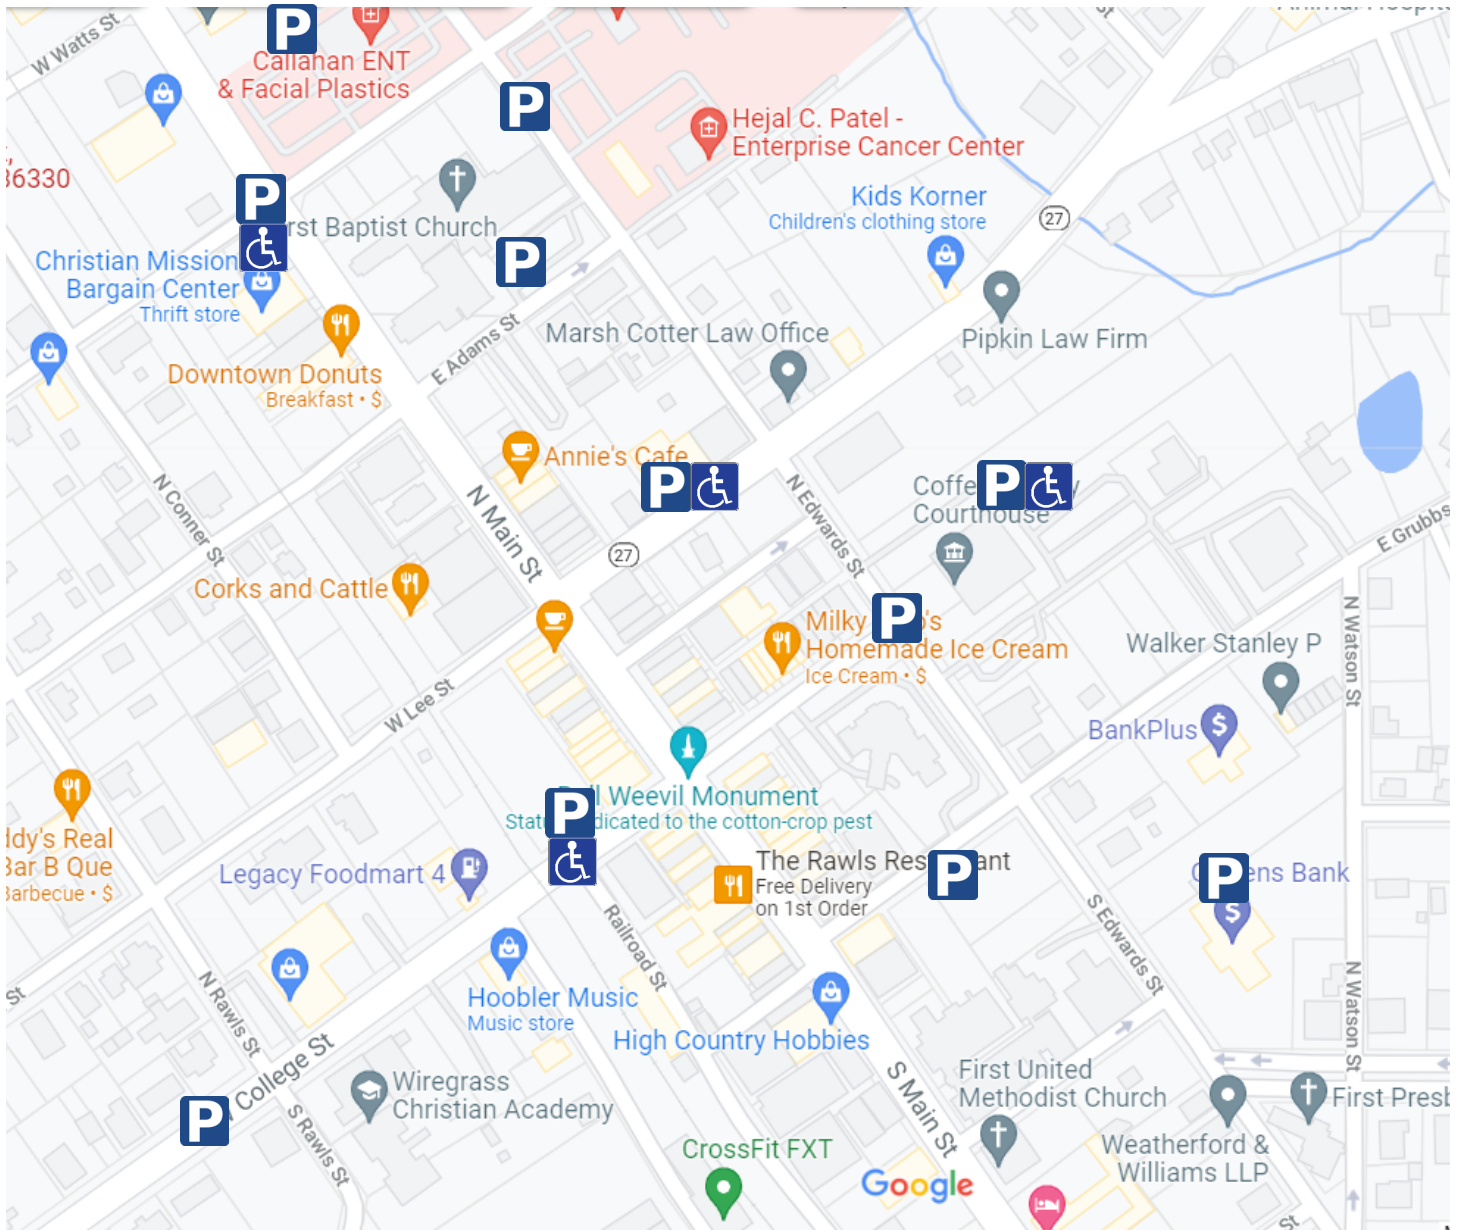 W Watts St
P
Callahan ENT
& Facial Plastics
P
Hejal C. Patel -
Enterprise Cancer Center
36330
P
rst Baptist Church
Kids Korner
Children's clothing store
27
P
Christian Mission
Bargain Center
Thrift store
E Adams St
Marsh Cotter Law Office
Pipkin Law Firm
Downtown Donuts
Breakfast • $
Annie's Cafe
P
P
Coffe y
Courthouse
N Conner St
N Main St
N Edwards St
E Grubbs
27
Corks and Cattle
P
Milky 's
Homemade Ice Cream
Ice Cream • $
Walker Stanley P
N Watson St
W Lee St
BankPlus
$
P
ll Weevil Monument
Stat dicated to the cotton-crop pest
ddy's Real
Bar B Que
Barbecue • $
Legacy Foodmart 4
The Rawls Res ant
Free Delivery
on 1st Order
P
P
C ens Bank
$
St
N Rawls St
Railroad St
S Edwards St
N Watson St
Hoobler Music
Music store
High Country Hobbies
College St
P
Wiregrass
Christian Academy
S Rawls St
S Main St
First United
Methodist Church
First Presb
Weatherford &
Williams LLP
CrossFit FXT
Google
St